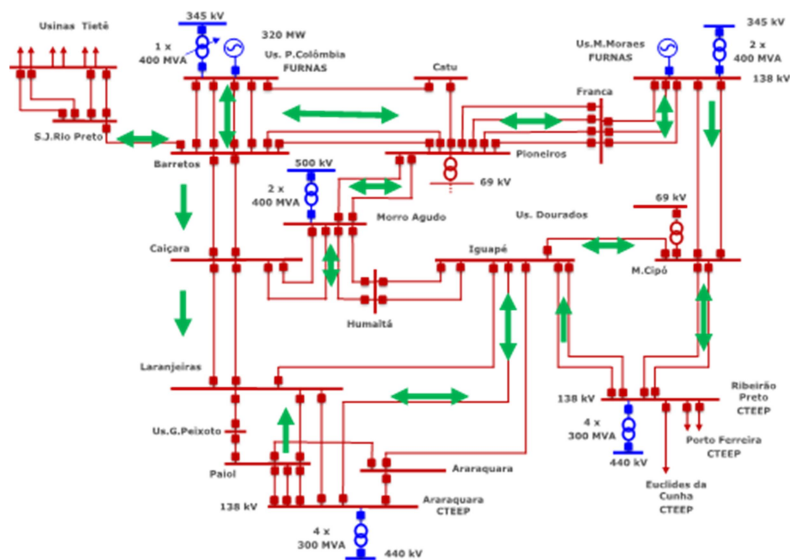 345 kV
Usinas Tietê
1 x
400 MVA
320 MW
Us. P.Colômbia
FURNAS
Catu
Us.M.Moraes
FURNAS
345 kV
2 x
400 MVA
138 kV
Franca
S.J.Rio Preto
Barretos
Pioneiros
69 kV
500 kV
2 x
400 MVA
Morro Agudo
Us. Dourados
69 kV
Caiçara
Iguapé
M.Cipó
Humaitá
Laranjeiras
138 kV
Ribeirão
Preto
CTEEP
Us.G.Peixoto
4 x
300 MVA
Porto Ferreira
CTEEP
440 kV
Paiol
Araraquara
Euclides da
Cunha
CTEEP
138 kV
Araraquara
CTEEP
4 x
300 MVA
440 kV